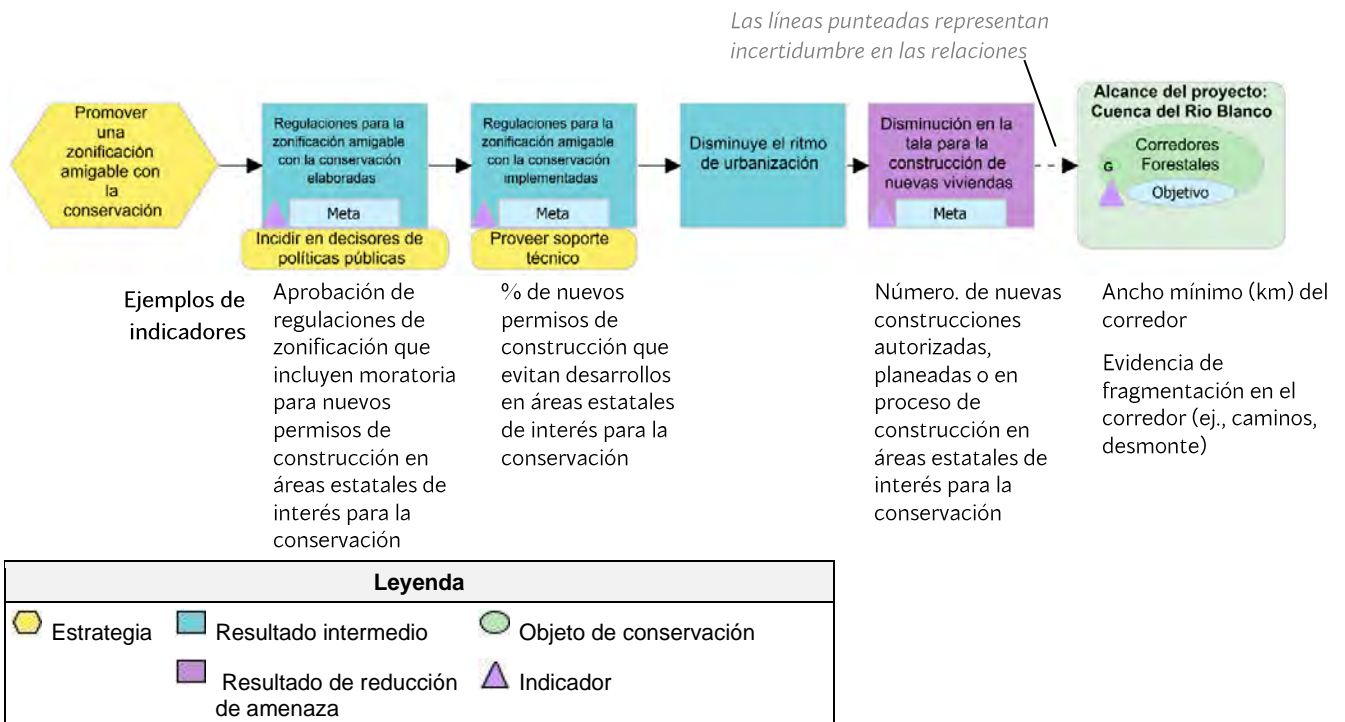 Las líneas punteadas representan
incertidumbre en las relaciones
Promover
una
zonificación
amigable con
la
conservación
Regulaciones para la
zonificación amigable
con la conservación
elaboradas
Meta
Incidir en decisores de
políticas públicas
Regulaciones para la
zonificación amigable
con la conservación
implementadas
Meta
Proveer soporte
técnico
Disminuye el ritmo
de urbanización
Disminución en la
tala para la
construcción de
nuevas viviendas
Meta
Alcance del proyecto:
Cuenca del Rio Blanco
Corredores
Forestales
G
Objetivo
Ejemplos de
indicadores
Aprobación de
regulaciones de
zonificación que
incluyen moratoria
para nuevos
permisos de
construcción en
áreas estatales de
interés para la
conservación
% de nuevos
permisos de
construcción que
evitan desarrollos
en áreas estatales
de interés para la
conservación
Número. de nuevas
construcciones
autorizadas,
planeadas o en
proceso de
construcción en
áreas estatales de
interés para la
conservación
Ancho mínimo (km) del
corredor
Evidencia de
fragmentación en el
corredor (ej., caminos,
desmonte)
Leyenda
Estrategia
Resultado intermedio
Objeto de conservación
Resultado de reducción
de amenaza
Indicador